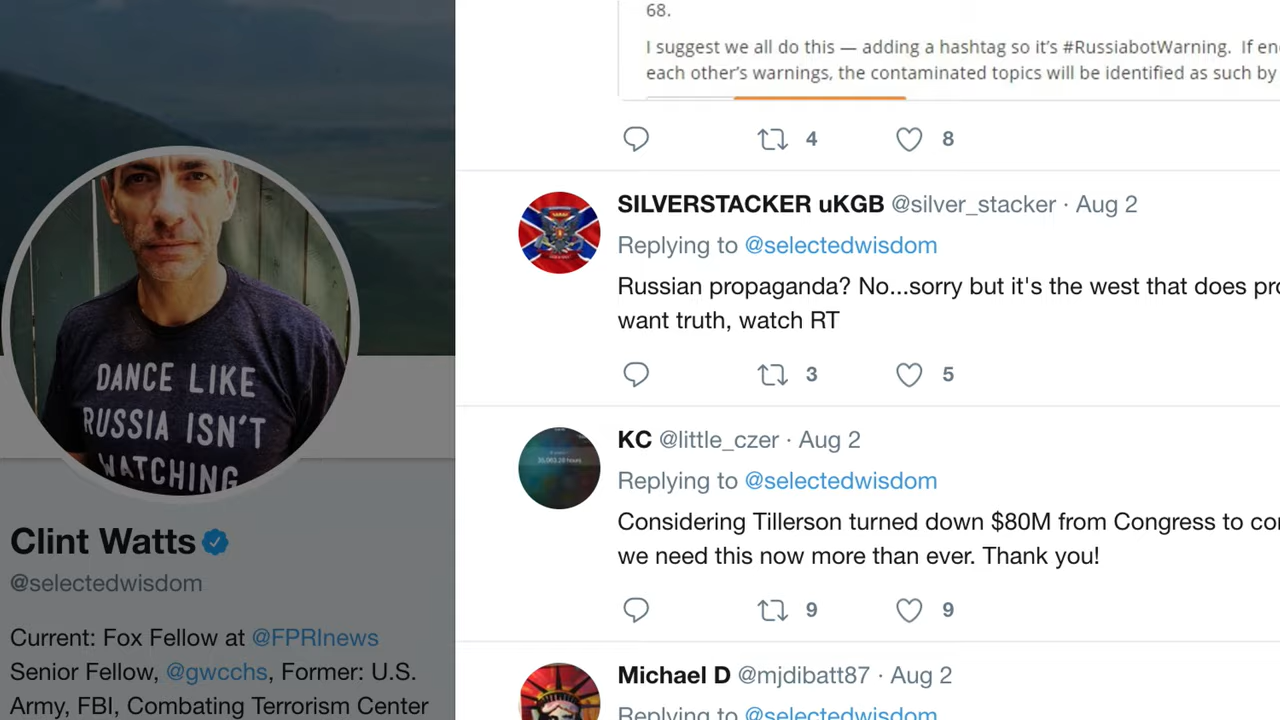 DANCE LIKE
RUSSIA ISN'T
WATCHING
Clint Watts
@selectedwisdom
Current: Fox Fellow at @FPRInews
Senior Fellow, @gwcchs, Former: U.S.
Army, FBI, Combating Terrorism Center
68.
I suggest we all do this — adding a hashtag so it's #RussiabotWarning. If
each other's warnings, the contaminated topics will be identified as such by
4 8
SILVERSTACKER uKGB @silver_stacker · Aug 2
Replying to @selectedwisdom
Russian propaganda? No...sorry but it's the west that does
want truth, watch RT
3 5
KC @little_czer · Aug 2
Replying to @selectedwisdom
Considering Tillerson turned down $80M from Congress to
we need this now more than ever. Thank you!
9 9
Michael D @mjdibatt87 · Aug 2
Replying to @selectedwisdom